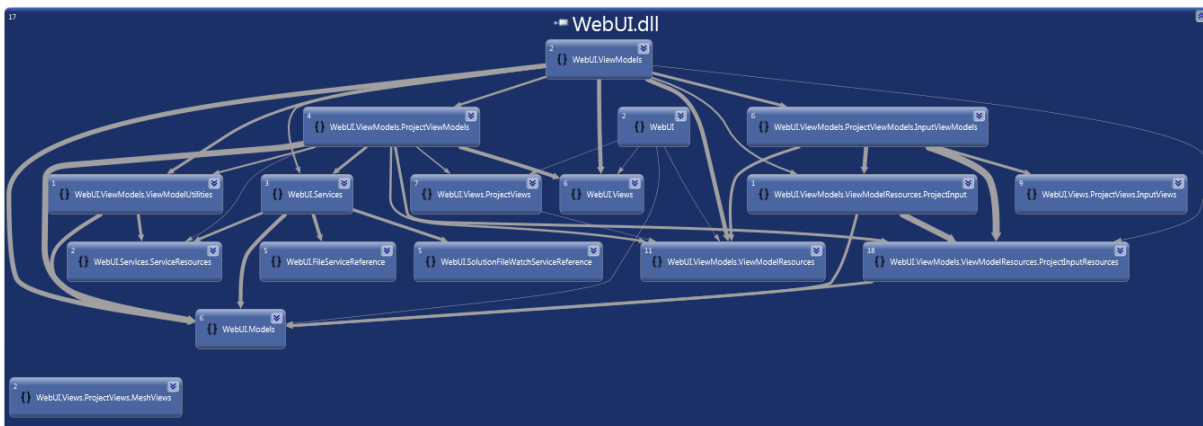 17
WebUI.dll
2
{} WebUI.ViewModels
4
{} WebUI.ViewModels.ProjectViewModels
2
{} WebUI
6
{} WebUI.ViewModels.ProjectViewModels.InputViewModels
1
{} WebUI.ViewModels.ViewModelUtilities
3
{} WebUI.Services
7
{} WebUI.Views.ProjectViews
6
{} WebUI.Views
1
{} WebUI.ViewModels.ViewModelResources.ProjectInput
9
{} WebUI.Views.ProjectViews.InputViews
2
{} WebUI.Services.ServiceResources
5
{} WebUI.FileServiceReference
5
{} WebUI.SolutionFileWatchServiceReference
11
{} WebUI.ViewModels.ViewModelResources
18
{} WebUI.ViewModels.ViewModelResources.ProjectInputResources
6
{} WebUI.Models
2
{} WebUI.Views.ProjectViews.MeshViews